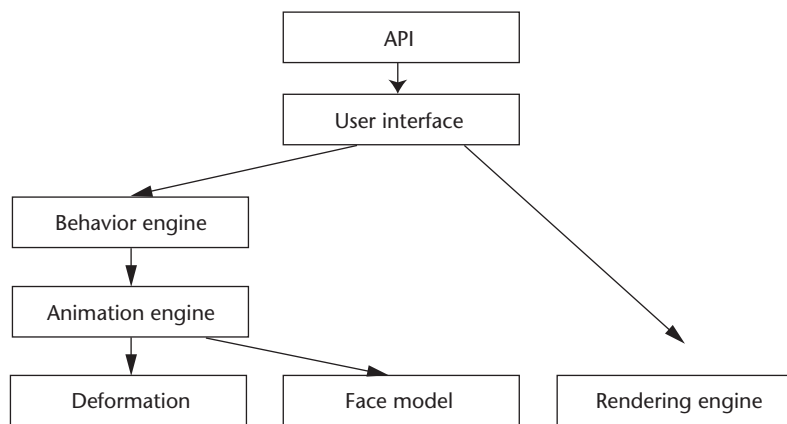 API
User interface
Behavior engine
Animation engine
Deformation
Face model
Rendering engine